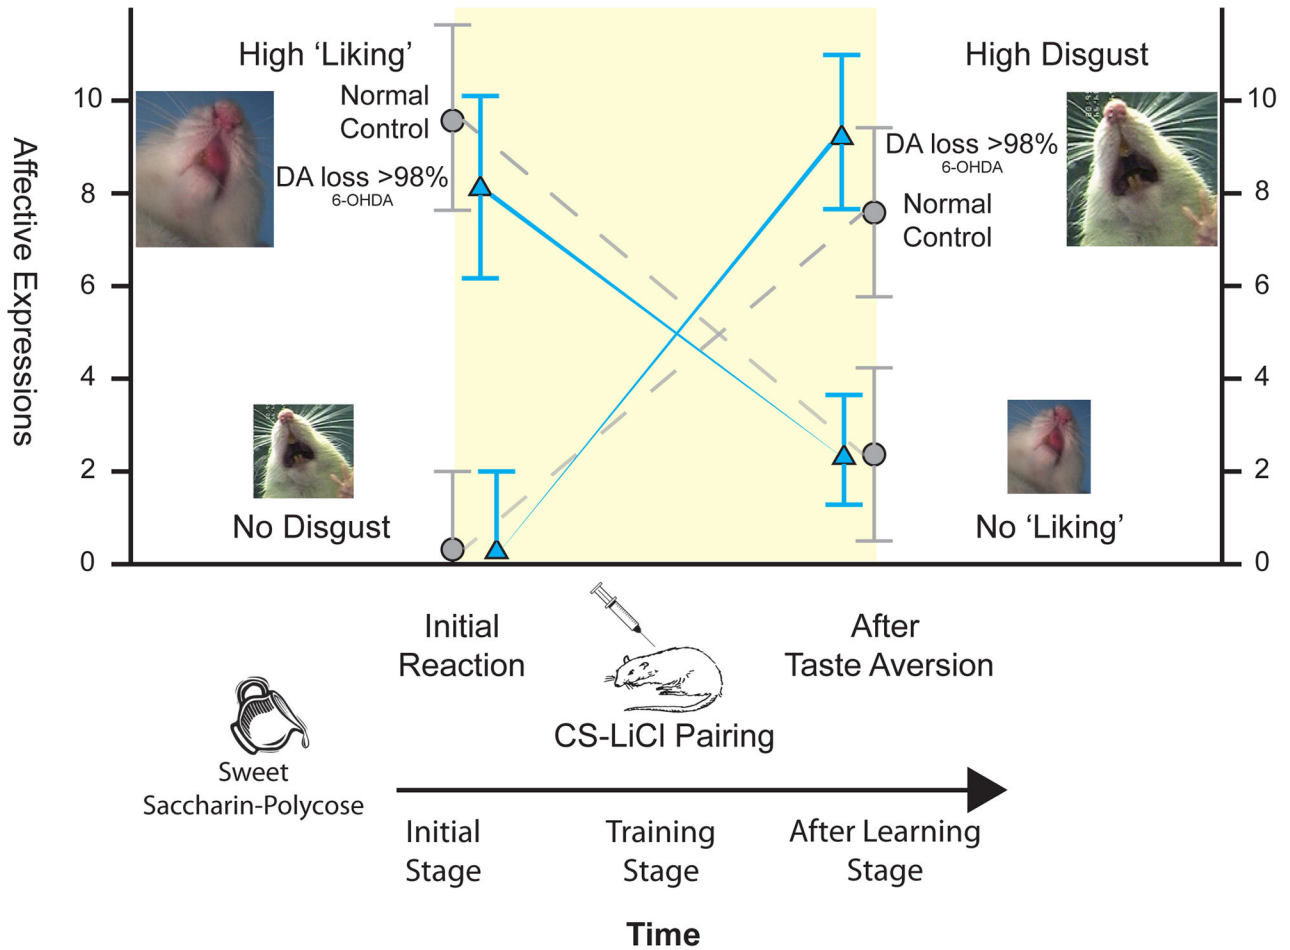 High ‘Liking’
High Disgust
Normal
Control
DA loss >98%
6-OHDA
DA loss >98%
6-OHDA
Normal
Control
Affective Expressions
10
8
6
4
2
0
10
8
6
4
2
0
No Disgust
No ‘Liking’
Initial
Reaction
After
Taste Aversion
CS-LiCl Pairing
Sweet
Saccharin-Polycose
Initial
Stage
Training
Stage
After Learning
Stage
Time